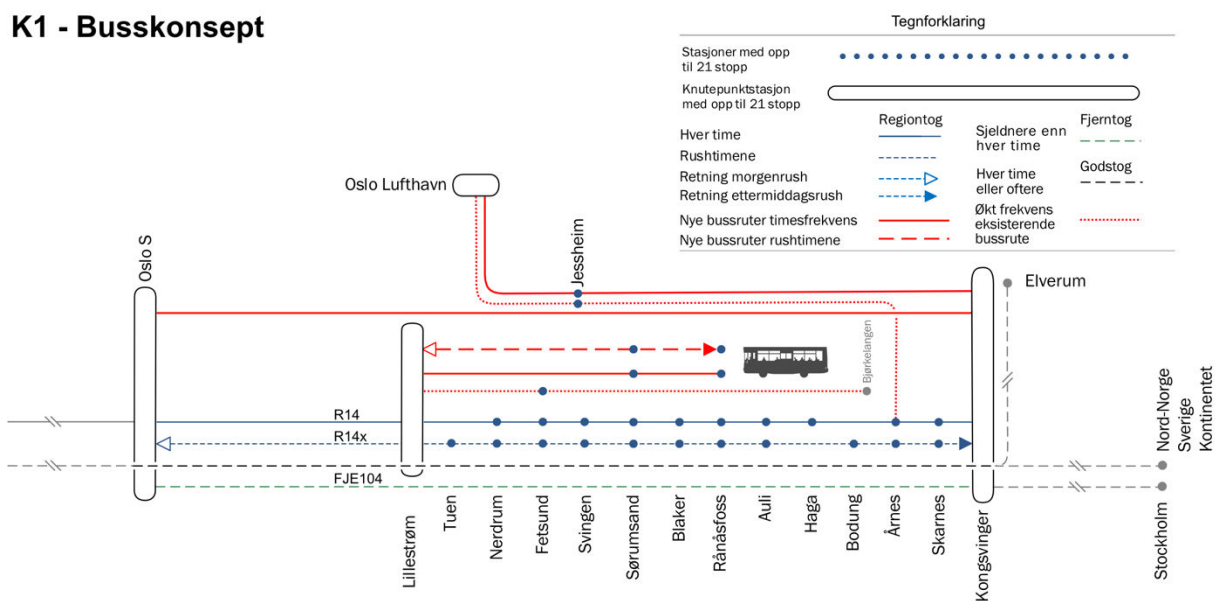 K1 - Busskonsept
Tegnforklaring
Stasjoner med opp
til 21 stopp
Knutepunktstasjon
med opp til 21 stopp
Regiontog
Fjerntog
Hver time
Sjeldnere enn
hver time
Rushtimene
Godstog
Retning morgenrush
Hver time
eller oftere
Retning ettermiddagsrush
Nye bussruter timesfrekvens
Økt frekvens
eksisterende
bussrute
Nye bussruter rushtimene
Oslo Lufthavn
Jessheim
Oslo S
Elverum
Bjørkelangen
R14
R14x
FJE104
Nord-Norge
Sverige
Kontinentet
Lillestrøm
Tuen
Nerdrum
Fetsund
Svingen
Sørumsand
Blaker
Rånåsfoss
Auli
Haga
Bodung
Årnes
Skarnes
Kongsvinger
Stockholm